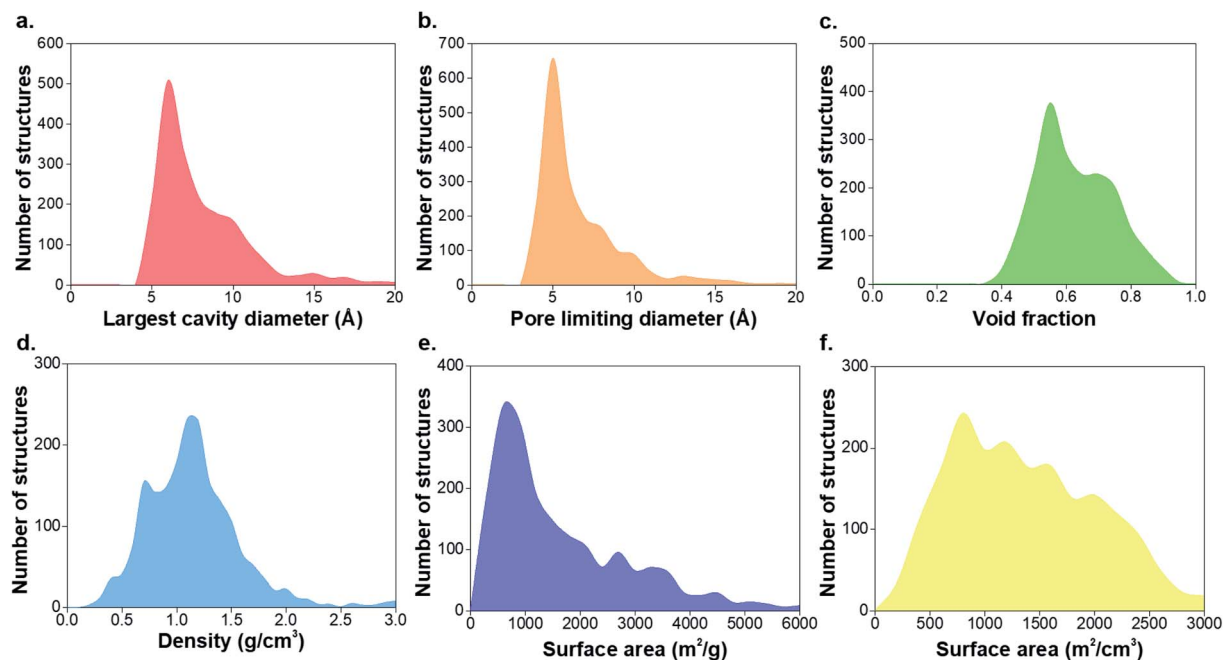 a.
600
500
400
300
200
100
0
Number of structures
0 5 10 15 20
Largest cavity diameter (Å)
b.
700
600
500
400
300
200
100
0
Number of structures
0 5 10 15 20
Pore limiting diameter (Å)
c.
500
400
300
200
100
0
Number of structures
0.0 0.2 0.4 0.6 0.8 1.0
Void fraction
d.
300
200
100
0
Number of structures
0.0 0.5 1.0 1.5 2.0 2.5 3.0
Density (g/cm³)
e.
400
300
200
100
0
Number of structures
0 1000 2000 3000 4000 5000 6000
Surface area (m²/g)
f.
300
200
100
0
Number of structures
0 500 1000 1500 2000 2500 3000
Surface area (m²/cm³)